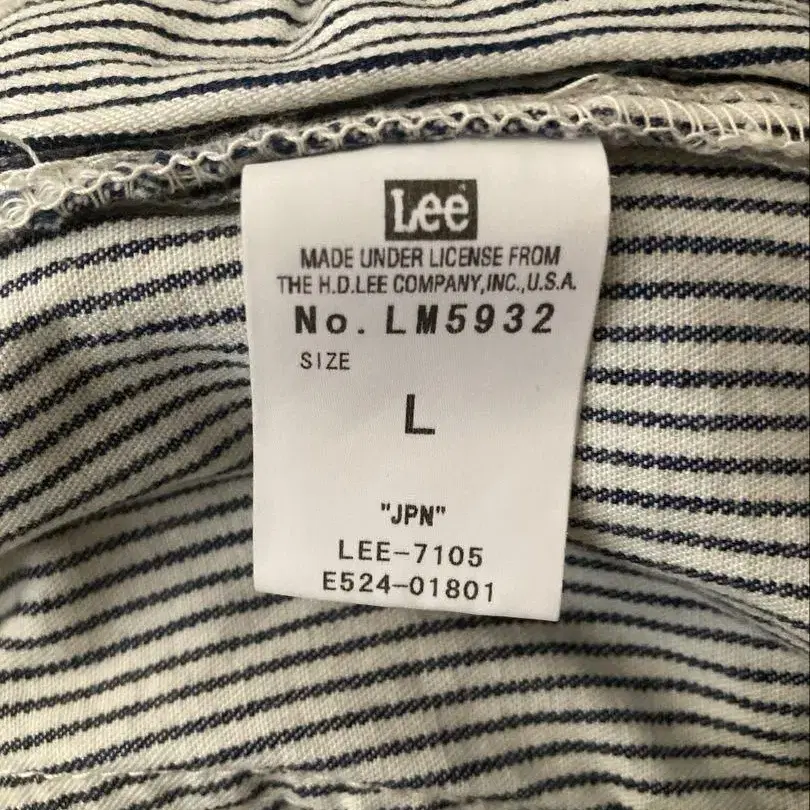 Lee
MADE UNDER LICENSE FROM
THE H.D.LEE COMPANY,INC.,U.S.A.
No. LM5932
SIZE
L
"JPN"
LEE-7105
E524-01801